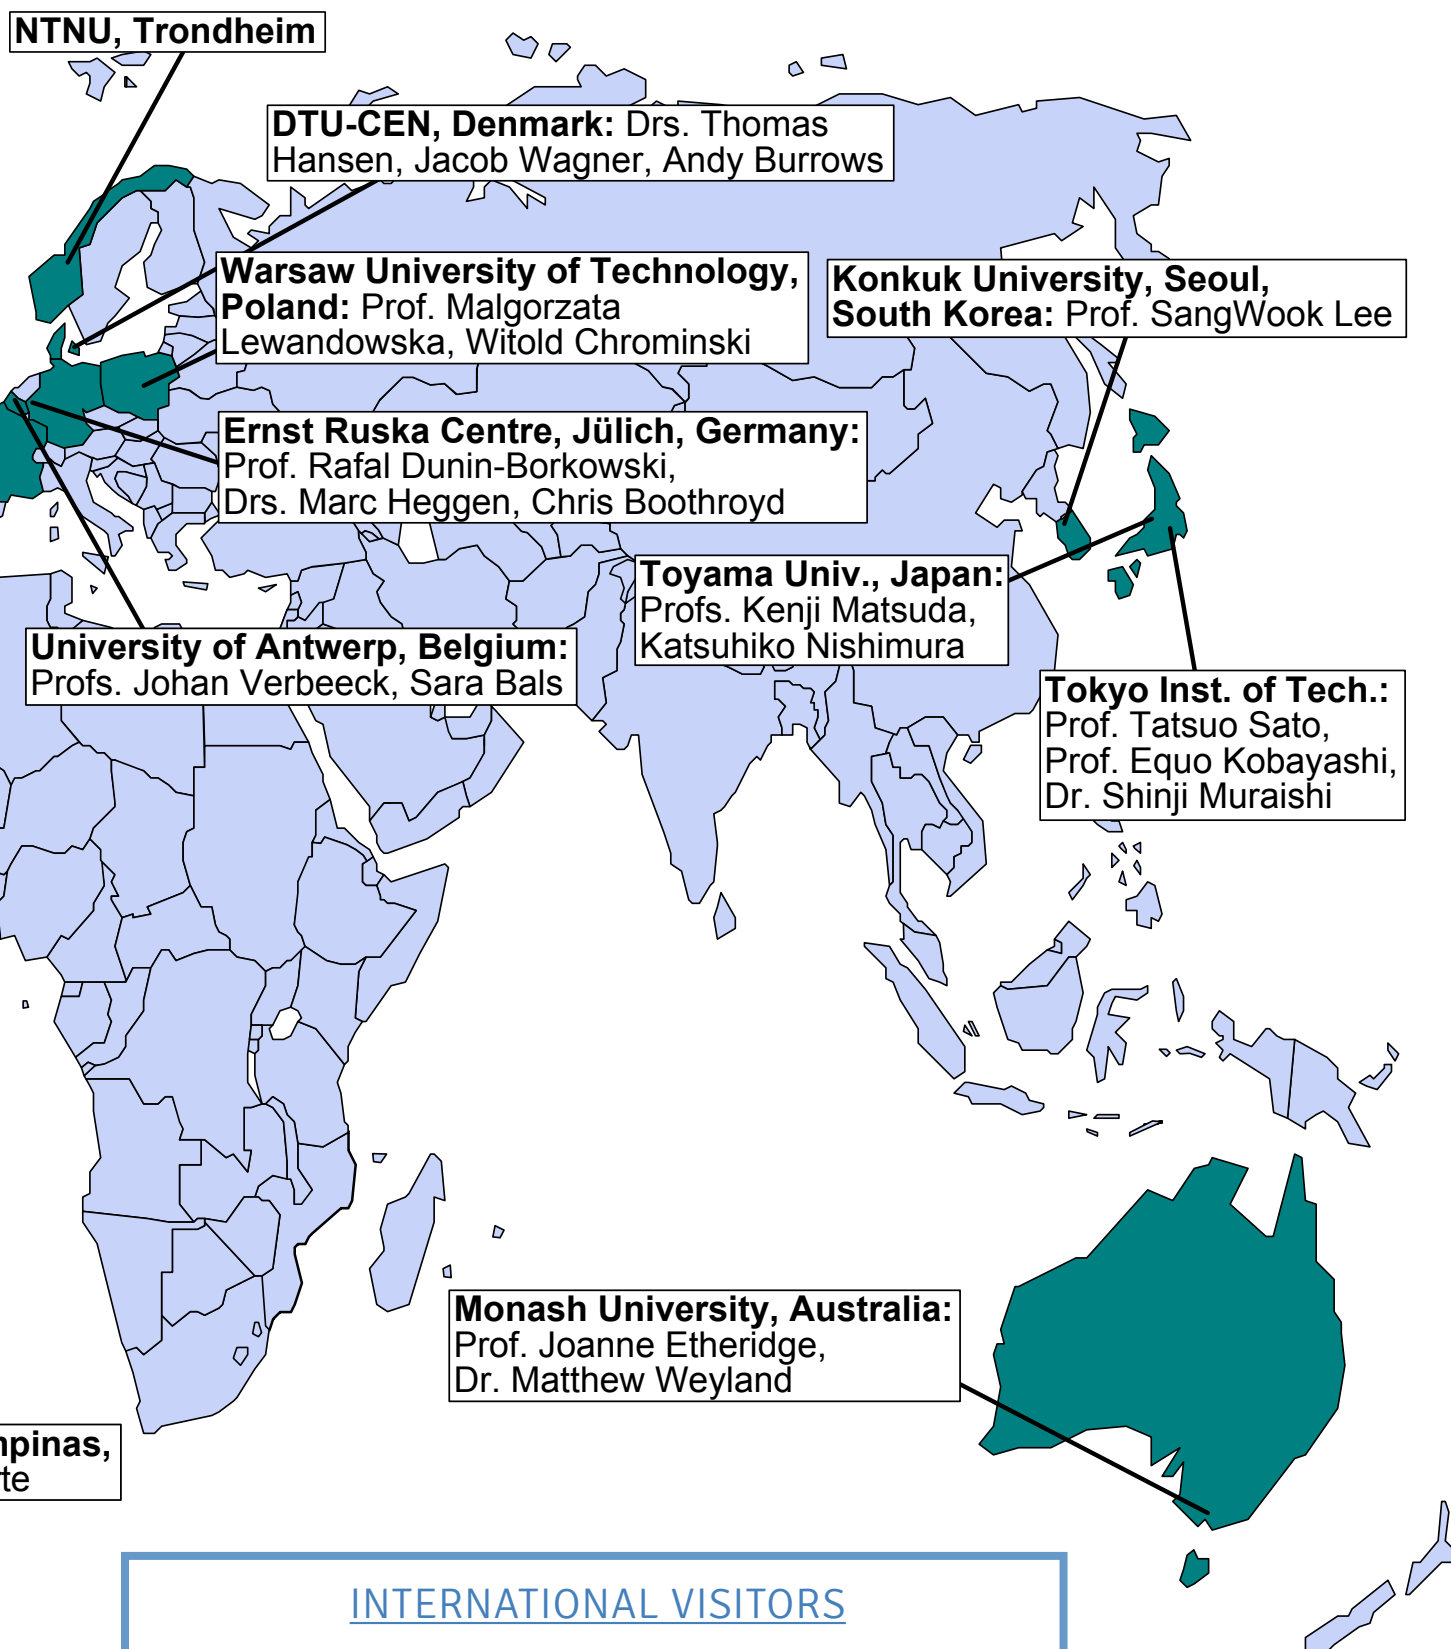 NTNU, Trondheim
DTU-CEN, Denmark: Drs. Thomas
Hansen, Jacob Wagner, Andy Burrows
Warsaw University of Technology,
Poland: Prof. Malgorzata
Lewandowska, Witold Chrominski
Konkuk University, Seoul,
South Korea: Prof. SangWook Lee
Ernst Ruska Centre, Jülich, Germany:
Prof. Rafal Dunin-Borkowski,
Drs. Marc Heggen, Chris Boothroyd
Toyama Univ., Japan:
Profs. Kenji Matsuda,
Katsuhiko Nishimura
University of Antwerp, Belgium:
Profs. Johan Verbeeck, Sara Bals
Tokyo Inst. of Tech.:
Prof. Tatsuo Sato,
Prof. Equo Kobayashi,
Dr. Shinji Muraishi
Monash University, Australia:
Prof. Joanne Etheridge,
Dr. Matthew Weyland
INTERNATIONAL VISITORS